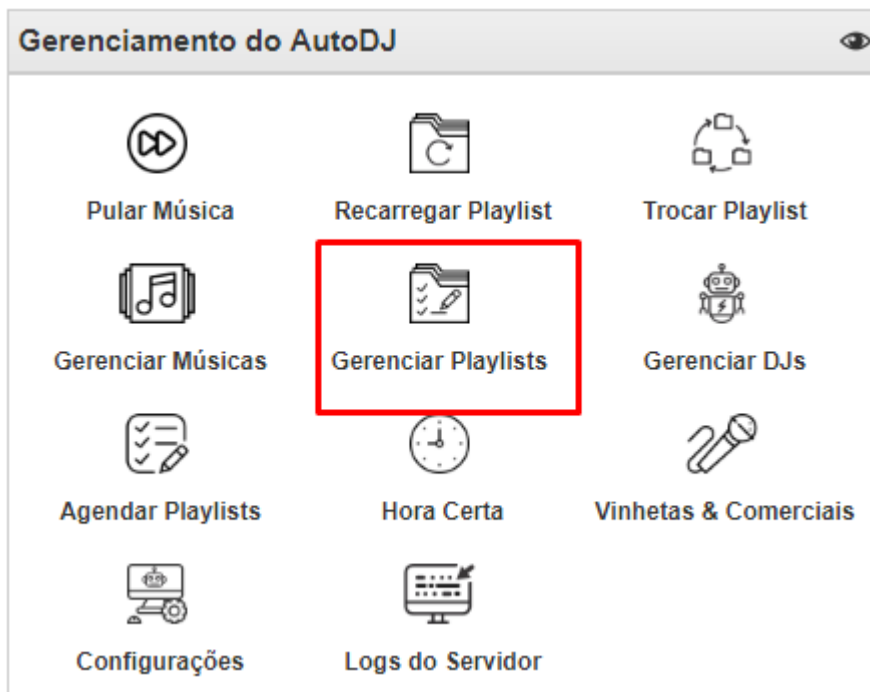 Gerenciamento do AutoDJ
Pular Música
Recarregar Playlist
Trocar Playlist
Gerenciar Músicas
Gerenciar Playlists
Gerenciar DJs
Agendar Playlists
Hora Certa
Vinhetas & Comerciais
Configurações
Logs do Servidor